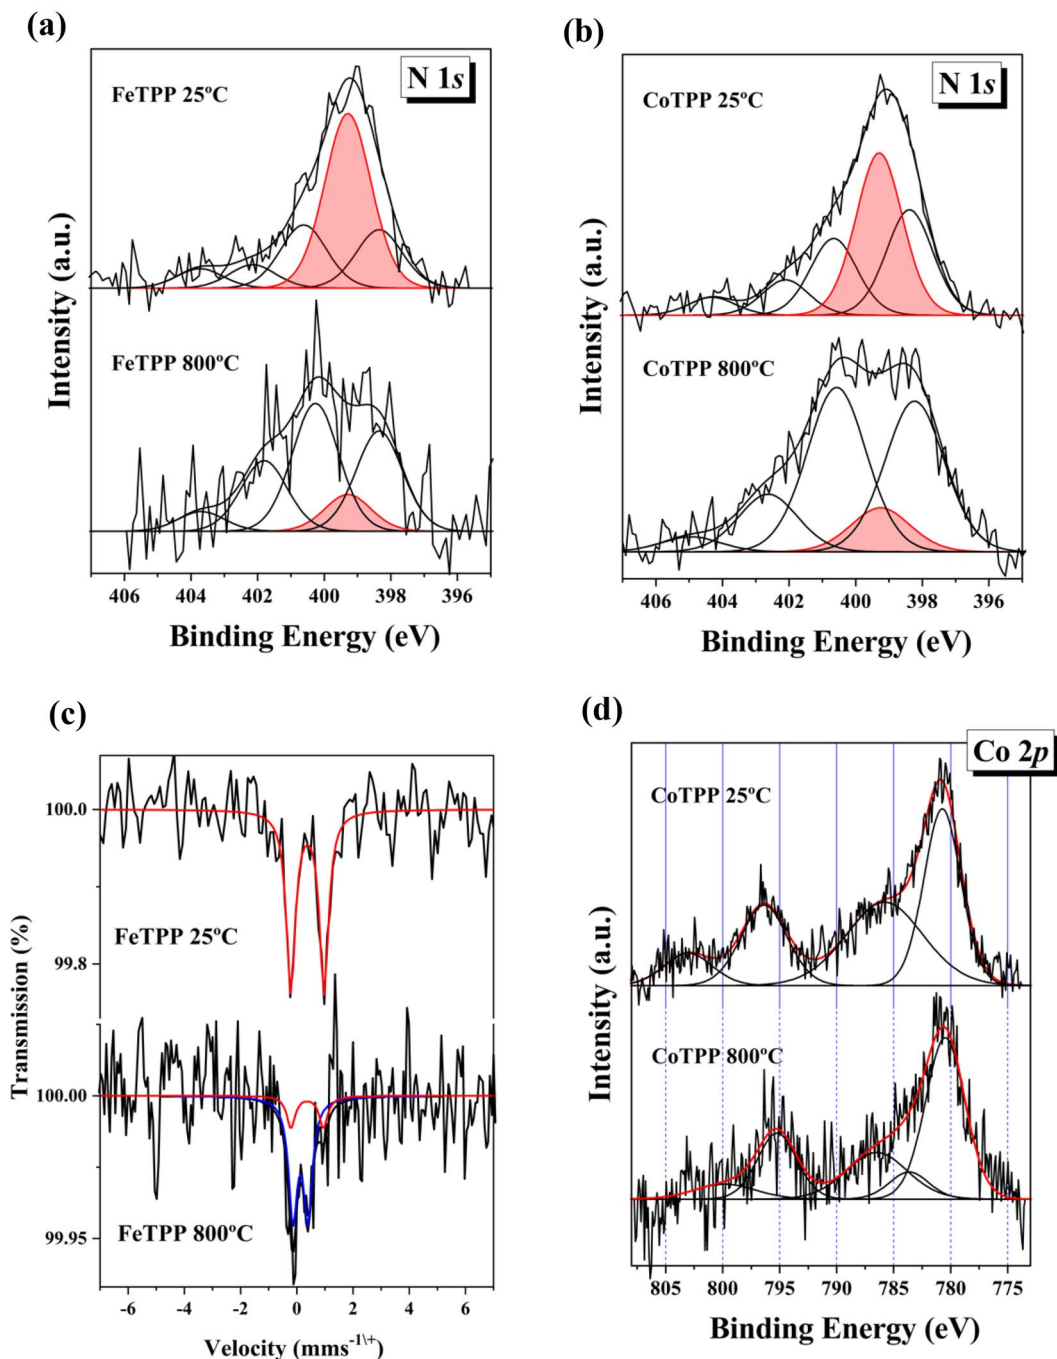 (a)
N 1s
FeTPP 25ºC
FeTPP 800ºC
Intensity (a.u.)
406 404 402 400 398 396
Binding Energy (eV)
(b)
N 1s
CoTPP 25ºC
CoTPP 800ºC
Intensity (a.u.)
406 404 402 400 398 396
Binding Energy (eV)
(c)
100.0
FeTPP 25ºC
99.8
100.00
FeTPP 800ºC
99.95
Transmission (%)
-6 -4 -2 0 2 4 6
Velocity (mms-1\+)
(d)
Co 2p
CoTPP 25ºC
CoTPP 800ºC
Intensity (a.u.)
805 800 795 790 785 780 775
Binding Energy (eV)